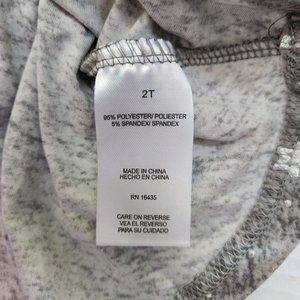 2T
95% POLYESTER/ POLIESTER
5% SPANDEX/ SPANDEX
MADE IN CHINA
HECHO EN CHINA
RN 16435
CARE ON REVERSE
VEA EL REVERSO
PARA SU CUIDADO